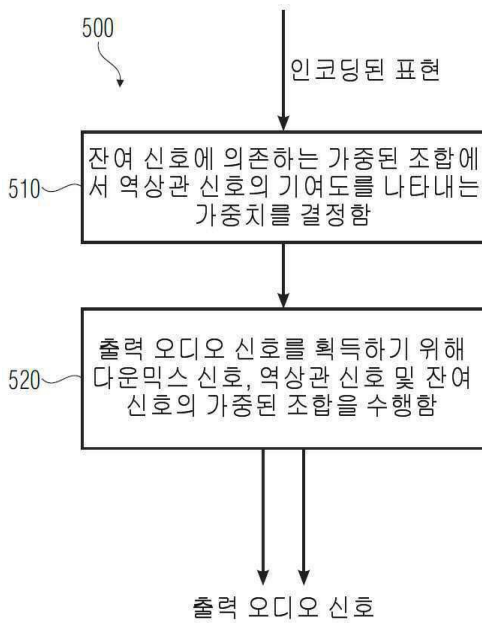 500
인코딩된 표현
510
잔여 신호에 의존하는 가중된 조합에
서 역상관 신호의 기여도를 나타내는
가중치를 결정함
520
출력 오디오 신호를 획득하기 위해
다운믹스 신호, 역상관 신호 및 잔여
신호의 가중된 조합을 수행함
출력 오디오 신호